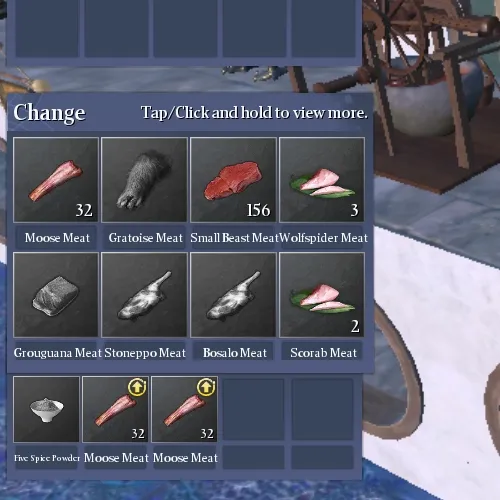 Change Tap/Click and hold to view more.
32 156 3
Moose Meat Gratoise Meat Small Beast Meat Wolfspider Meat
2
Grouguana Meat Stoneppo Meat Bosalo Meat Scorab Meat
32 32
Five Spice Powder Moose Meat Moose Meat